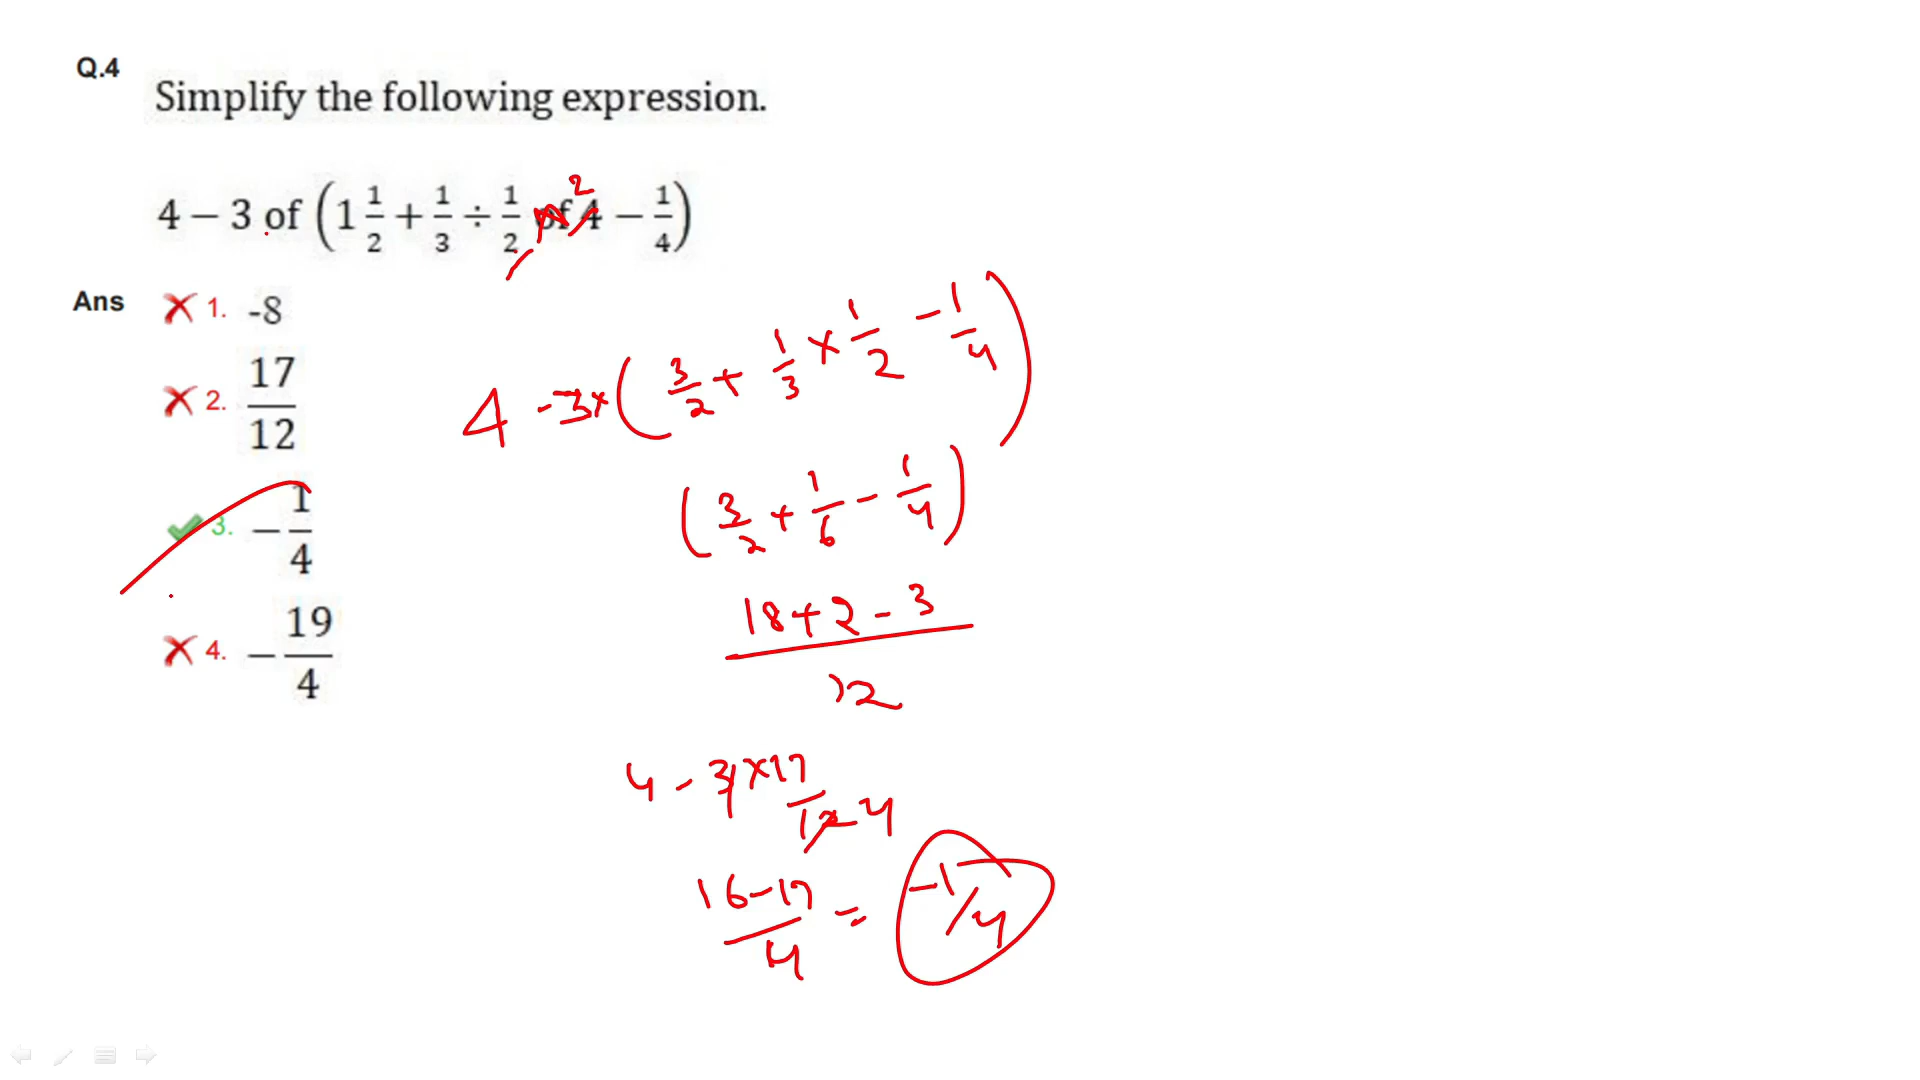 Q.4
Simplify the following expression.
4 − 3 of (1 1/2 + 1/3 ÷ 1/2 of 4 − 1/4)
2
Ans
1. -8
2. 17/12
3. − 1/4
4. − 19/4
4 - 3 × ( 3/2 + 1/3 × 1/2 - 1/4 )
( 3/2 + 1/6 - 1/4 )
18 + 2 - 3
12
4 - 3 × 17/12 4
16 - 17/4 = -1/4